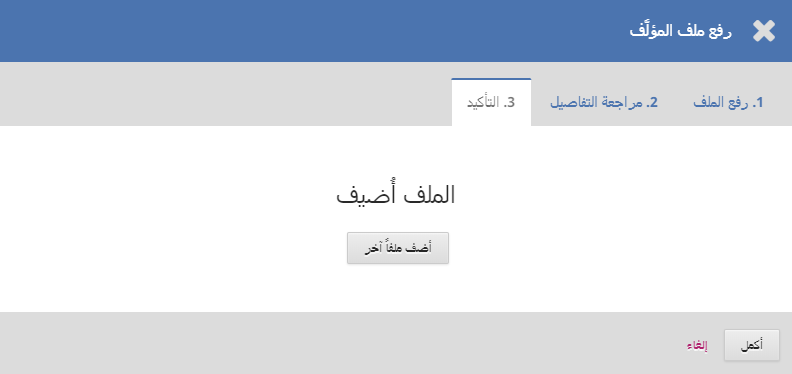 رفع ملف المؤلَّف
1. رفع الملف
2. مراجعة التفاصيل
3. التأكيد
الملف أُضيف
أضف ملفاً آخر
أكمل
إلغاء